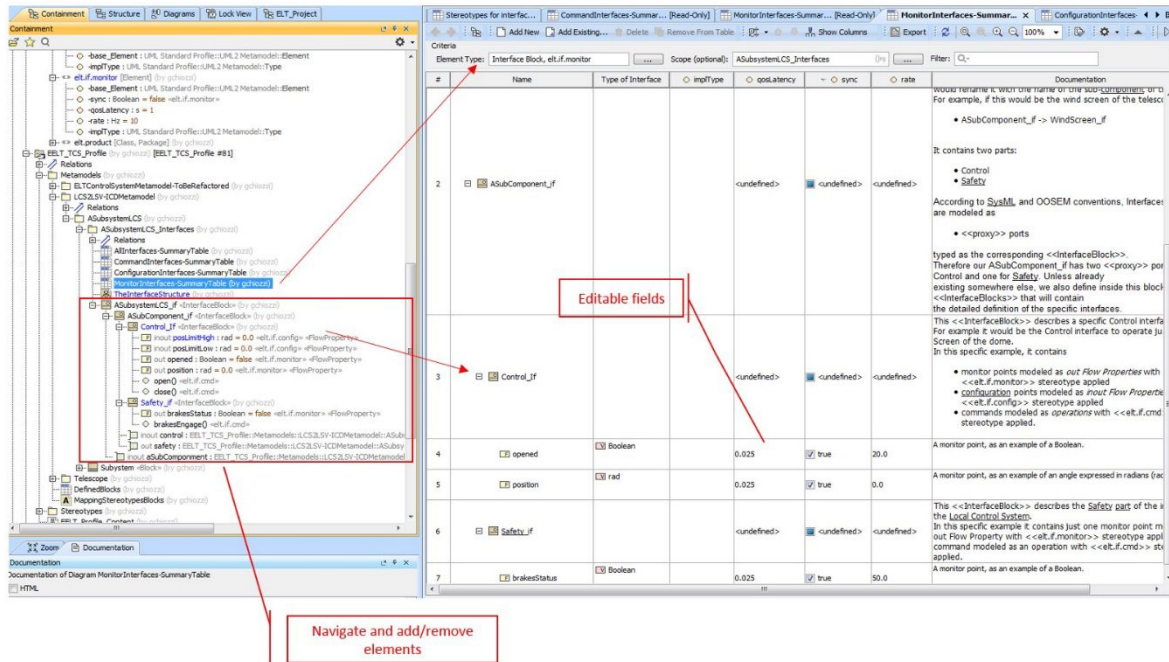 Containment Structure Diagrams Lock View ELT_Project
Containment
-base_Element : UML Standard Profile::UML2 Metamodel::Element
-implType : UML Standard Profile::UML2 Metamodel::Type
elt.if.monitor [Element] (by gchiozzi)
-base_Element : UML Standard Profile::UML2 Metamodel::Element
-sync : Boolean = false «elt.if.monitor»
-qosLatency : s = 1
-rate : Hz = 10
-implType : UML Standard Profile::UML2 Metamodel::Type
elt.product [Class, Package] (by gchiozzi)
EELT_TCS_Profile (by gchiozzi) [EELT_TCS_Profile #81]
Relations
Metamodels (by gchiozzi)
ELTControlSystemMetamodel-ToBeRefactored (by gchiozzi)
LCS2LSV-ICDMetamodel (by gchiozzi)
Relations
ASubsystemLCS (by gchiozzi)
ASubsystemLCS_Interfaces (by gchiozzi)
Relations
AllInterfaces-SummaryTable (by gchiozzi)
CommandInterfaces-SummaryTable (by gchiozzi)
ConfigurationInterfaces-SummaryTable (by gchiozzi)
MonitorInterfaces-SummaryTable (by gchiozzi)
TheInterfaceStructure (by gchiozzi)
ASubsystemLCS_if «InterfaceBlock» (by gchiozzi)
ASubComponent_if «InterfaceBlock» (by gchiozzi)
Control_If «InterfaceBlock» (by gchiozzi)
inout posLimitHigh : rad = 0.0 «elt.if.config» «FlowProperty»
inout posLimitLow : rad = 0.0 «elt.if.config» «FlowProperty»
out opened : Boolean = false «elt.if.monitor» «FlowProperty»
out position : rad = 0.0 «elt.if.monitor» «FlowProperty»
open() «elt.if.cmd»
close() «elt.if.cmd»
Safety_if «InterfaceBlock» (by gchiozzi)
out brakesStatus : Boolean = false «elt.if.monitor» «FlowProperty»
brakesEngage() «elt.if.cmd»
inout control : EELT_TCS_Profile::Metamodels::LCS2LSV-ICDMetamodel::ASub
out safety : EELT_TCS_Profile::Metamodels::LCS2LSV-ICDMetamodel::ASubsy
inout aSubComponment : EELT_TCS_Profile::Metamodels::LCS2LSV-ICDMetamodel
Subsystem «Block» (by gchiozzi)
Telescope (by gchiozzi)
DefinedBlocks (by gchiozzi)
MappingStereotypesBlocks (by gchiozzi)
Stereotypes (by gchiozzi)
EELT_Profile_Content (by gchiozzi)
Zoom Documentation
Documentation
Documentation of Diagram MonitorInterfaces-SummaryTable
HTML
Stereotypes for interfac... CommandInterfaces-Summar... [Read-Only] MonitorInterfaces-Summar... [Read-Only] MonitorInterfaces-Summar... x ConfigurationInterfaces-
Add New Add Existing... Delete Remove From Table Show Columns Export 100%
Criteria
Element Type: Interface Block, elt.if.monitor ... Scope (optional): ASubsystemLCS_Interfaces (by ... Filter:
# Name Type of Interface implType qosLatency sync rate Documentation
would rename it with the name of the sub-component of t
For example, if this would be the wind screen of the telesco
• ASubComponent_if -> WindScreen_if
It contains two parts:
• Control
• Safety
2 ASubComponent_if <undefined> <undefined> <undefined>
According to SysML and OOSEM conventions, Interfaces
are modeled as
• <<proxy>> ports
typed as the corresponding <<InterfaceBlock>>.
Therefore our ASubComponent_if has two <<proxy>> por
Control and one for Safety. Unless already
existing somewhere else, we also define inside this block
<<InterfaceBlocks>> that will contain
the detailed definition of the specific interfaces.
Editable fields
This <<InterfaceBlock>> describes a specific Control interfa
For example it would be the Control interface to operate ju
Screen of the dome.
In this specific example, it contains
3 Control_If <undefined> <undefined> <undefined>
• monitor points modeled as out Flow Properties with
<<elt.if.monitor>> stereotype applied
• configuration points modeled as inout Flow Properties
<<elt.if.config>> stereotype applied
• commands modeled as operations with <<elt.if.cmd
stereotype applied.
4 opened Boolean 0.025 true 20.0 A monitor point, as an example of a Boolean.
5 position rad 0.025 true 0.0 A monitor point, as an example of an angle expressed in radians (rad
This <<InterfaceBlock>> describes the Safety part of the i
the Local Control System.
6 Safety_if <undefined> <undefined> <undefined>
In this specific example it contains just one monitor point m
out Flow Property with <<elt.if.monitor>> stereotype appl
command modeled as an operation with <<elt.if.cmd>> st
applied.
7 brakesStatus Boolean 0.025 true 50.0 A monitor point, as an example of a Boolean.
Navigate and add/remove
elements